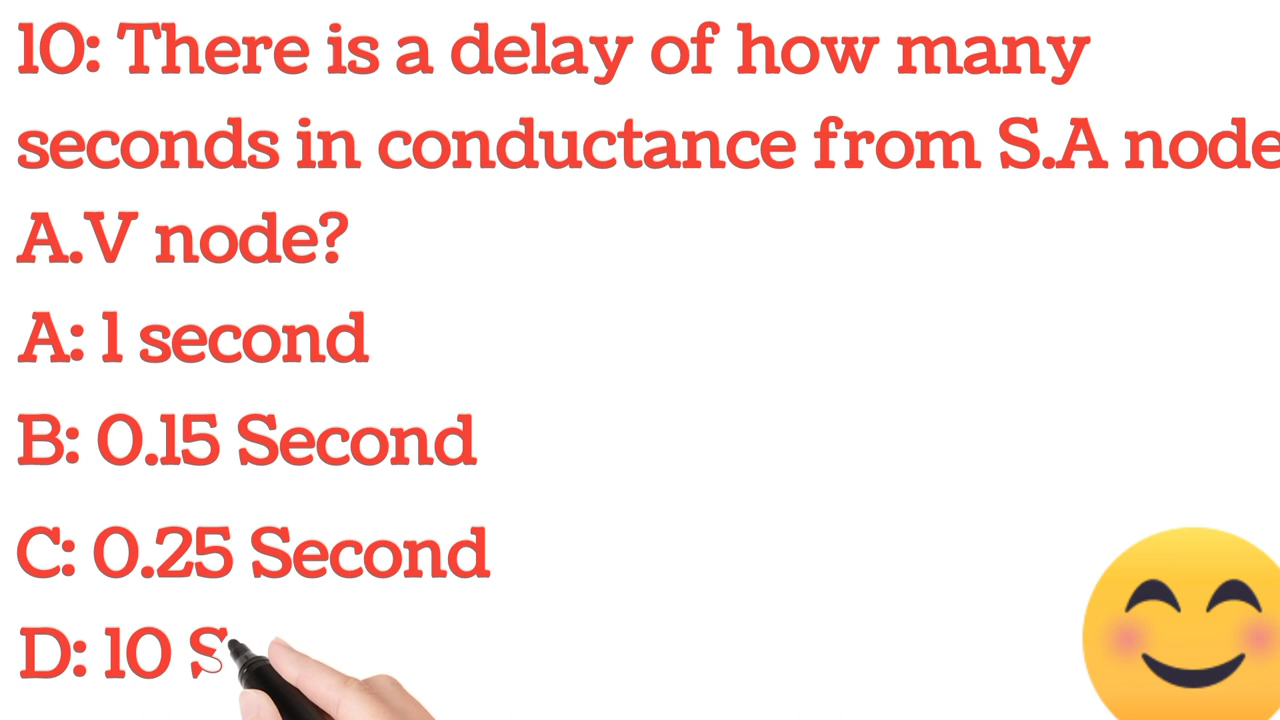 10: There is a delay of how many
seconds in conductance from S.A node
A.V node?
A: 1 second
B: 0.15 Second
C: 0.25 Second
D: 10 S